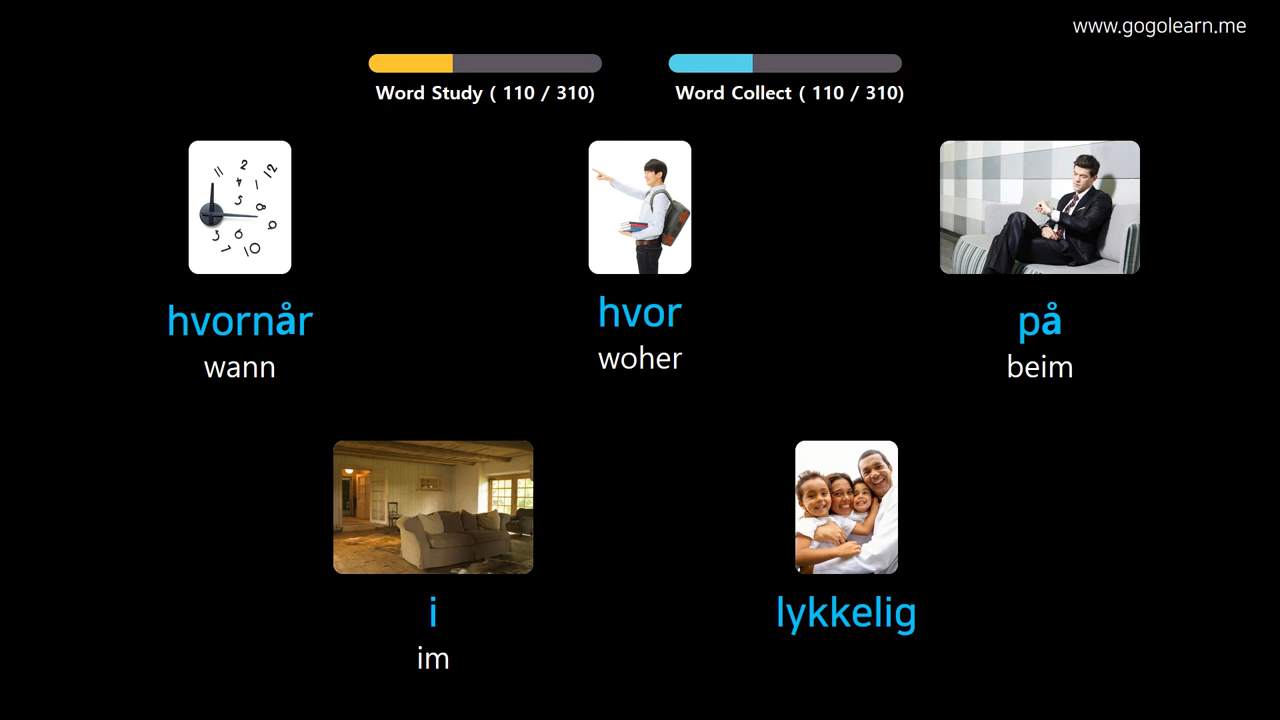 www.gogolearn.me
Word Study ( 110 / 310)
Word Collect ( 110 / 310)
hvornår
wann
hvor
woher
på
beim
i
im
lykkelig